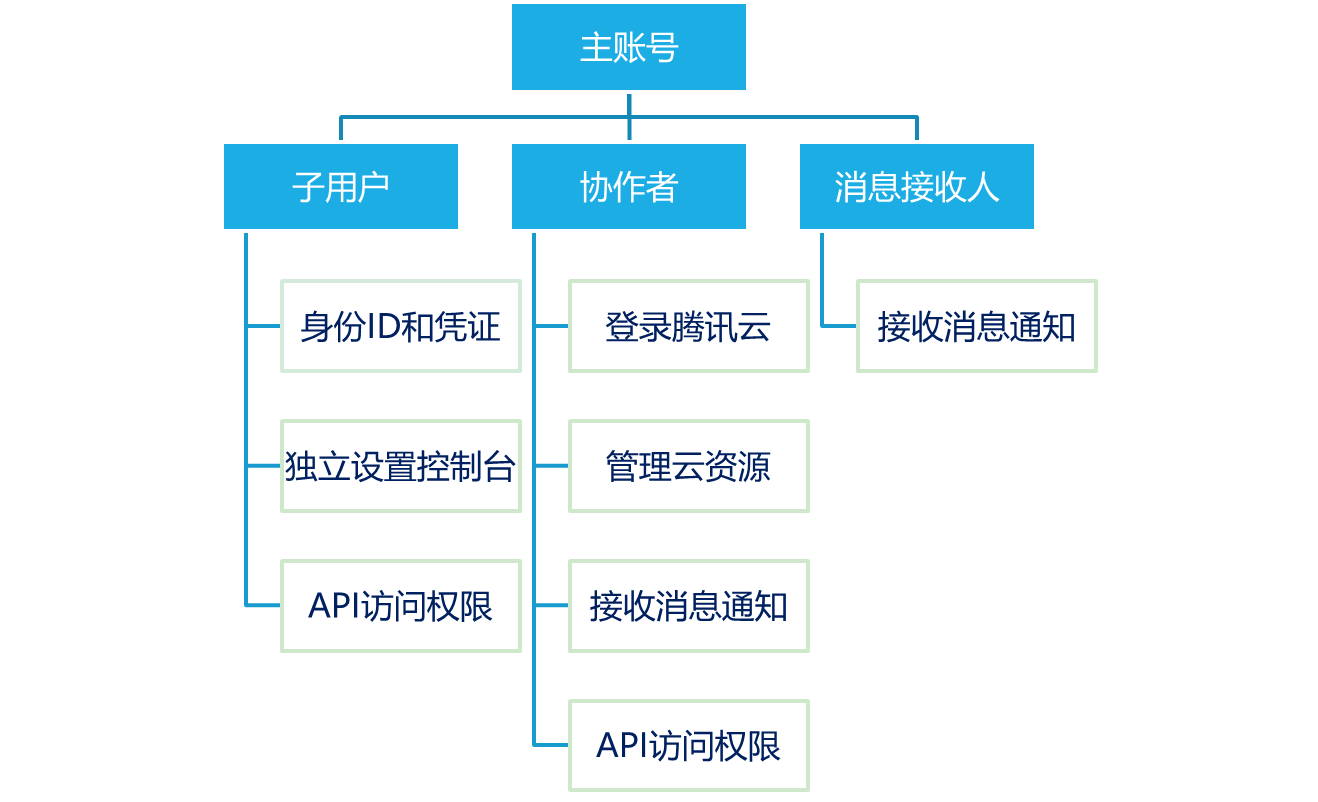 主账号
子用户
协作者
消息接收人
身份ID和凭证
登录腾讯云
接收消息通知
独立设置控制台
管理云资源
API访问权限
接收消息通知
API访问权限